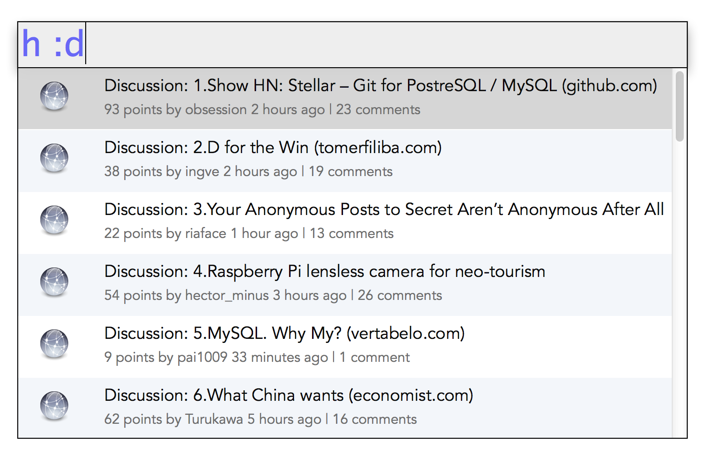 h :d
Discussion: 1.Show HN: Stellar – Git for PostreSQL / MySQL (github.com)
93 points by obsession 2 hours ago | 23 comments
Discussion: 2.D for the Win (tomerfiliba.com)
38 points by ingve 2 hours ago | 19 comments
Discussion: 3.Your Anonymous Posts to Secret Aren’t Anonymous After All
22 points by riaface 1 hour ago | 13 comments
Discussion: 4.Raspberry Pi lensless camera for neo-tourism
54 points by hector_minus 3 hours ago | 26 comments
Discussion: 5.MySQL. Why My? (vertabelo.com)
9 points by pai1009 33 minutes ago | 1 comment
Discussion: 6.What China wants (economist.com)
62 points by Turukawa 5 hours ago | 16 comments